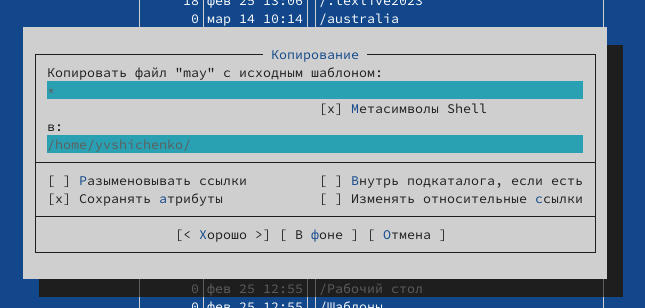 18 фев 25 13:06 /.texlive2023
0 мар 14 10:14 /australia
Копирование
Копировать файл "may" с исходным шаблоном:
*
[x] Метасимволы Shell
в:
/home/yvshichenko/
[ ] Разыменовывать ссылки [ ] Внутрь подкаталога, если есть
[x] Сохранять атрибуты [ ] Изменять относительные ссылки
[< Хорошо >] [ В фоне ] [ Отмена ]
0 фев 25 12:55 /Рабочий стол
0 фев 25 12:55 /Шаблоны